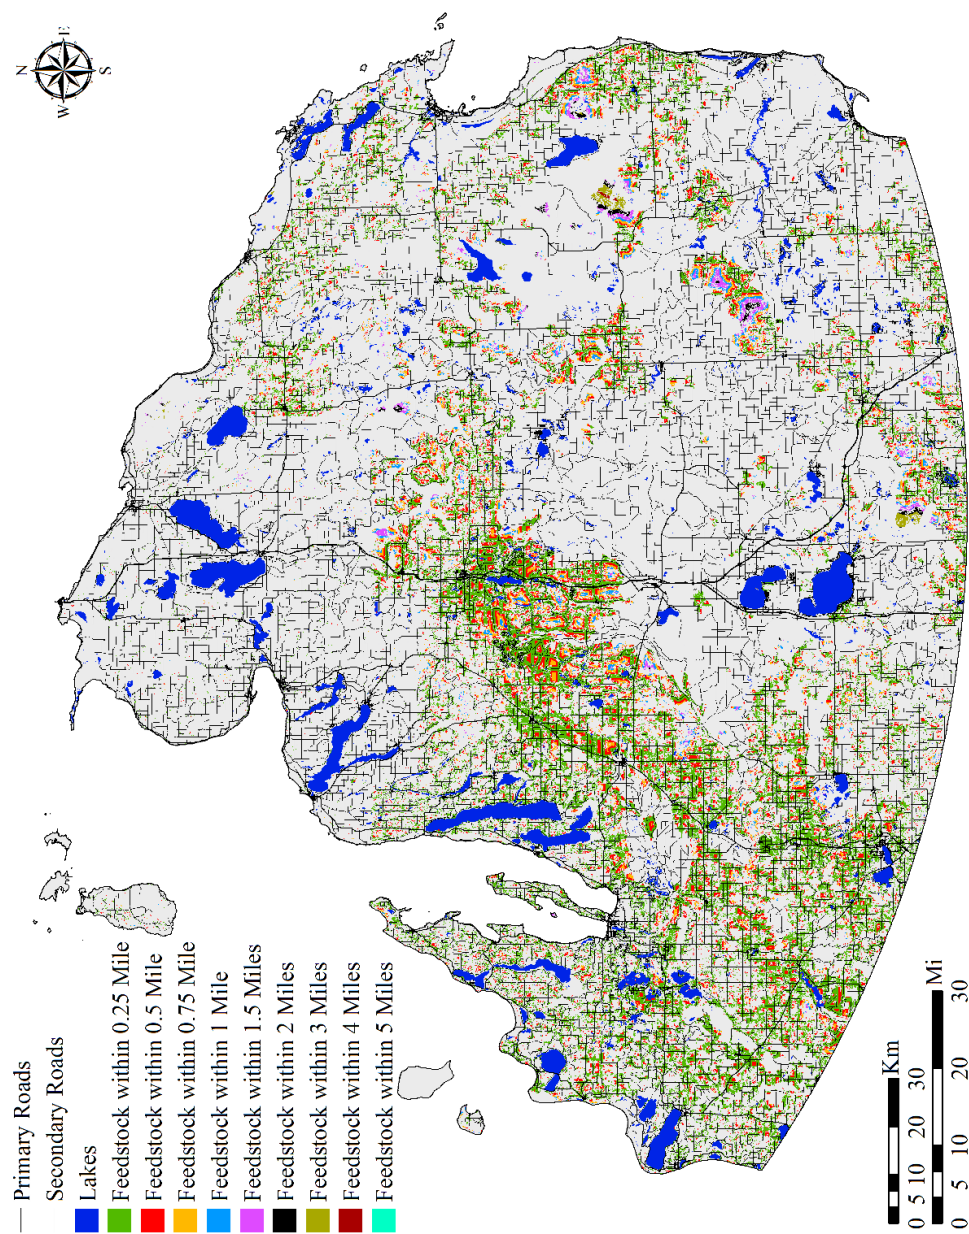 N
E
W
S
Primary Roads
Secondary Roads
Lakes
Feedstock within 0.25 Mile
Feedstock within 0.5 Mile
Feedstock within 0.75 Mile
Feedstock within 1 Mile
Feedstock within 1.5 Miles
Feedstock within 2 Miles
Feedstock within 3 Miles
Feedstock within 4 Miles
Feedstock within 5 Miles
Km
0 5 10 20 30
Mi
0 5 10 20 30